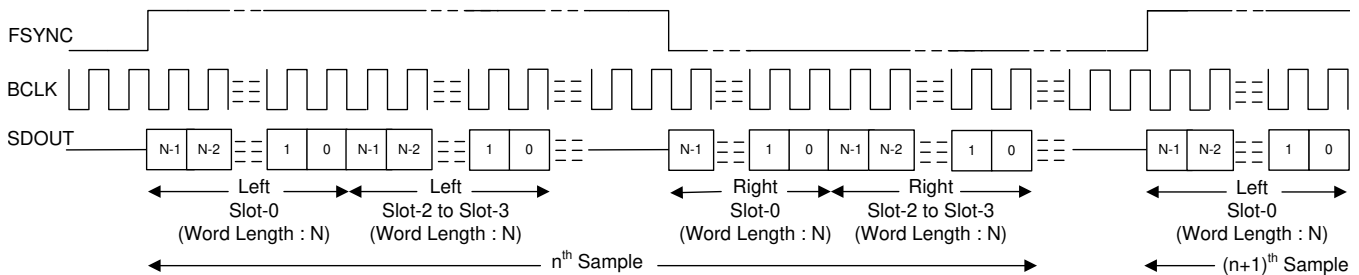 FSYNC
BCLK
SDOUT
N-1 N-2 1 0 N-1 N-2 1 0 N-1 1 0 N-1 N-2 1 0 N-1 N-2 1 0
Left Left Right Right Left
Slot-0 Slot-2 to Slot-3 Slot-0 Slot-2 to Slot-3 Slot-0
(Word Length : N) (Word Length : N) (Word Length : N) (Word Length : N) (Word Length : N)
nth Sample (n+1)th Sample